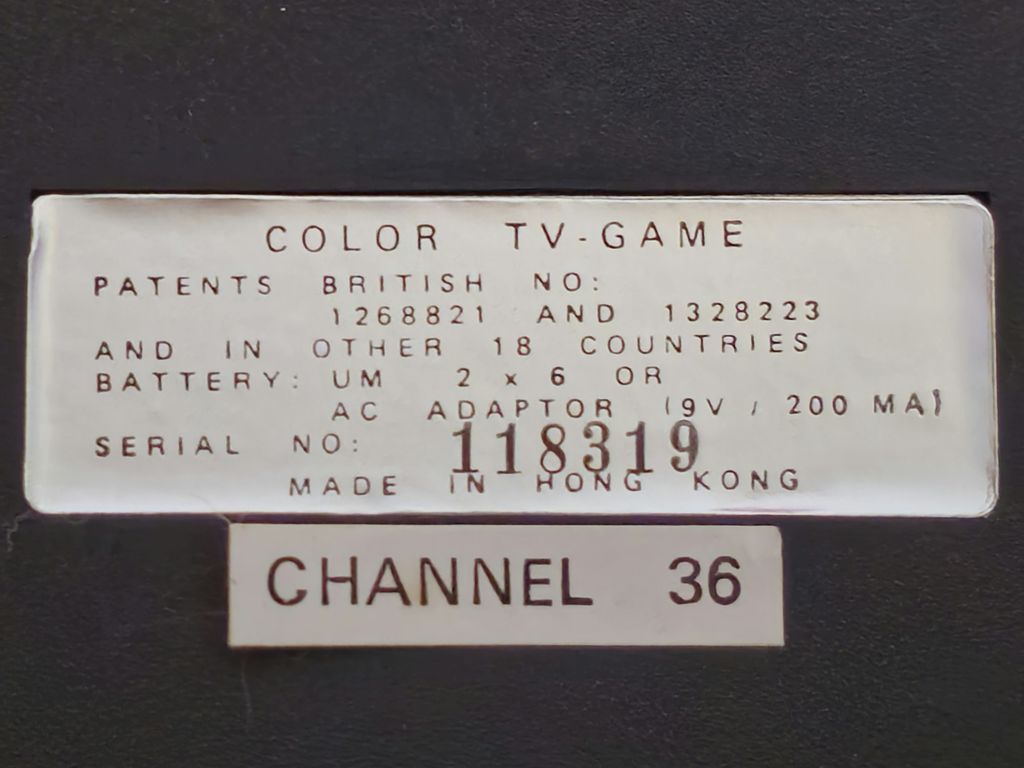 COLOR TV-GAME
PATENTS BRITISH NO:
1268821 AND 1328223
AND IN OTHER 18 COUNTRIES
BATTERY: UM 2 x 6 OR
AC ADAPTOR (9V / 200 MA)
SERIAL NO: 118319
MADE IN HONG KONG
CHANNEL 36